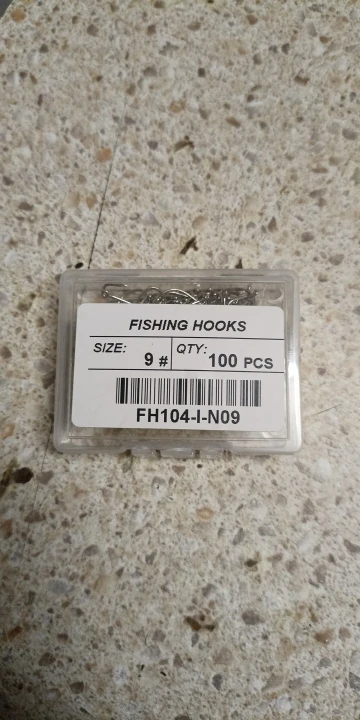 FISHING HOOKS
SIZE: 9 # QTY: 100 PCS
FH104-I-N09